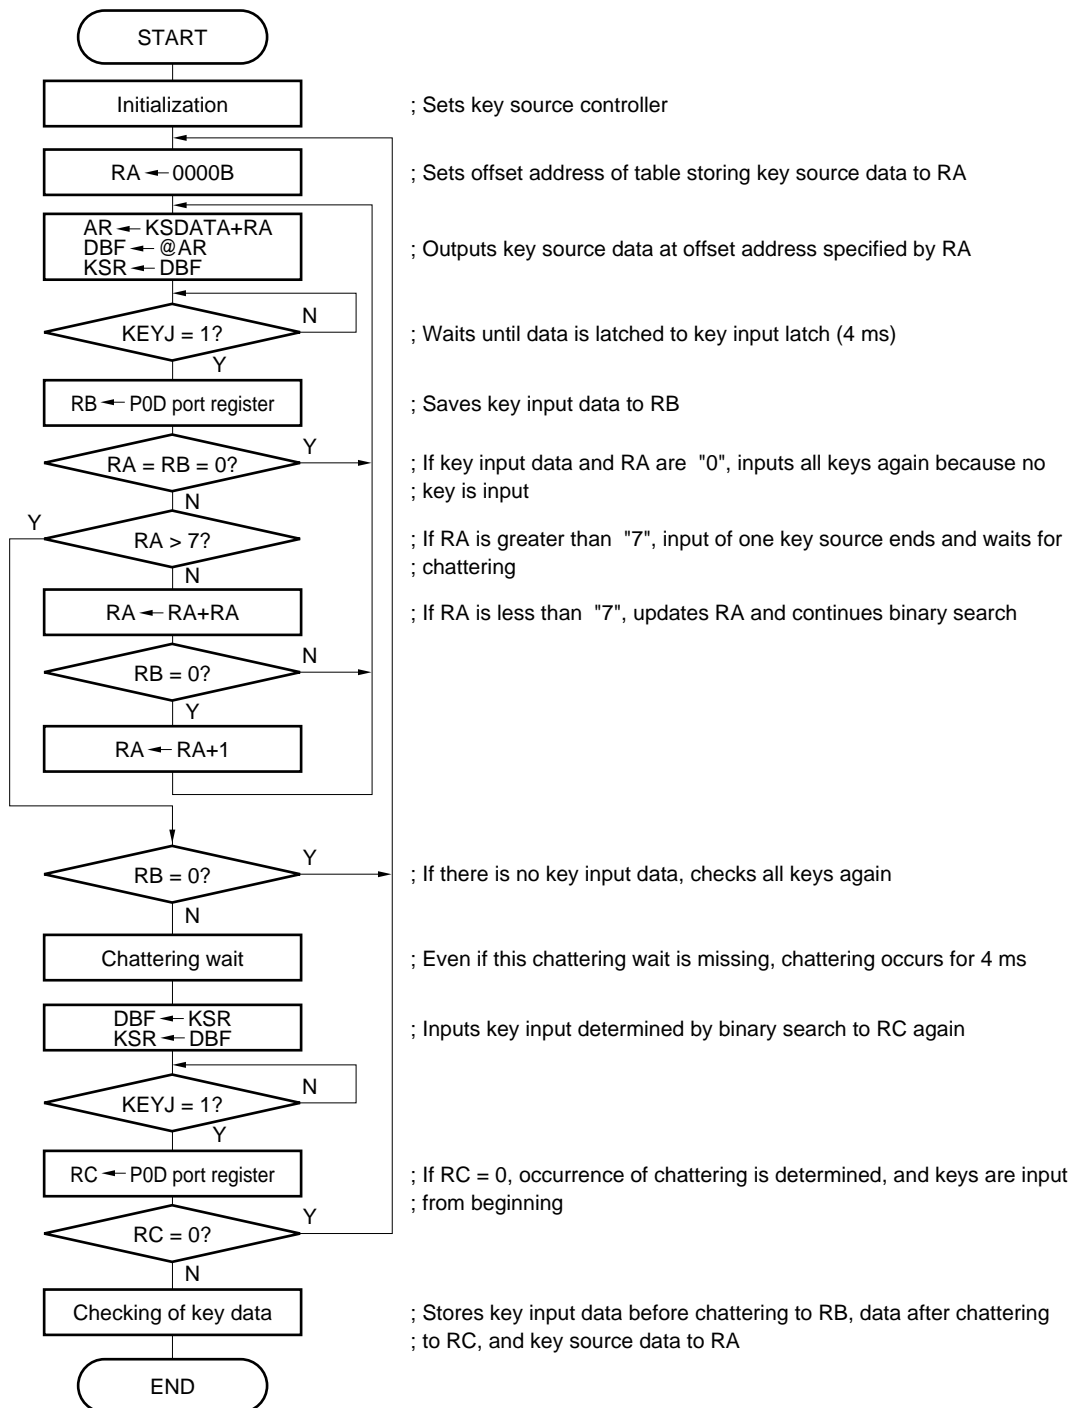 START
Initialization ; Sets key source controller
RA ← 0000B ; Sets offset address of table storing key source data to RA
AR ← KSDATA+RA
DBF ← @AR ; Outputs key source data at offset address specified by RA
KSR ← DBF
N
KEYJ = 1? ; Waits until data is latched to key input latch (4 ms)
Y
RB ← P0D port register ; Saves key input data to RB
Y
RA = RB = 0? ; If key input data and RA are "0", inputs all keys again because no
; key is input
N
Y
RA > 7? ; If RA is greater than "7", input of one key source ends and waits for
; chattering
N
RA ← RA+RA ; If RA is less than "7", updates RA and continues binary search
N
RB = 0?
Y
RA ← RA+1
Y
RB = 0? ; If there is no key input data, checks all keys again
N
Chattering wait ; Even if this chattering wait is missing, chattering occurs for 4 ms
DBF ← KSR
KSR ← DBF ; Inputs key input determined by binary search to RC again
N
KEYJ = 1?
Y
RC ← P0D port register ; If RC = 0, occurrence of chattering is determined, and keys are input
; from beginning
Y
RC = 0?
N
Checking of key data ; Stores key input data before chattering to RB, data after chattering
; to RC, and key source data to RA
END